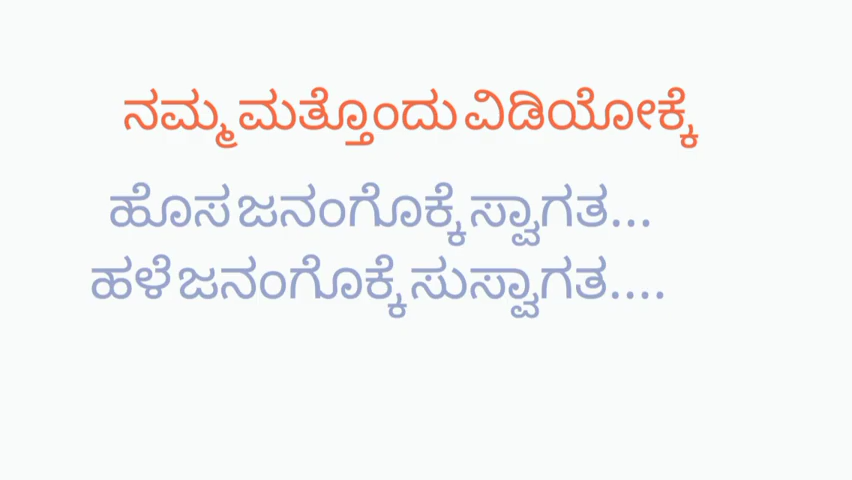 ನಮ್ಮ ಮತ್ತೊಂದು ವಿಡಿಯೋಕ್ಕೆ
ಹೊಸ ಜನಂಗೊಕ್ಕೆ ಸ್ವಾಗತ...
ಹಳೆ ಜನಂಗೊಕ್ಕೆ ಸುಸ್ವಾಗತ....